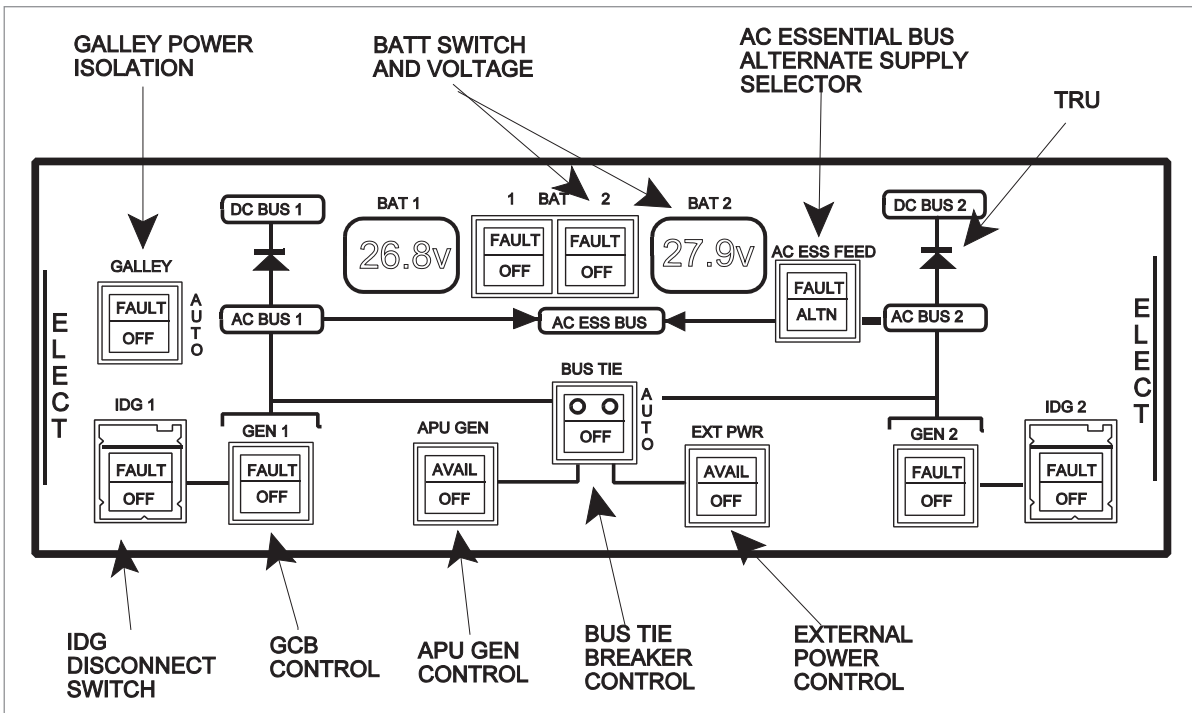 GALLEY POWER
ISOLATION
BATT SWITCH
AND VOLTAGE
AC ESSENTIAL BUS
ALTERNATE SUPPLY
SELECTOR
TRU
ELECT
GALLEY
FAULT
OFF
AUTO
DC BUS 1
AC BUS 1
BAT 1
26.8v
1 BAT 2
FAULT
OFF
FAULT
OFF
BAT 2
27.9v
AC ESS FEED
FAULT
ALTN
DC BUS 2
AC BUS 2
AC ESS BUS
ELECT
IDG 1
FAULT
OFF
GEN 1
FAULT
OFF
APU GEN
AVAIL
OFF
BUS TIE
OFF
AUTO
EXT PWR
AVAIL
OFF
GEN 2
FAULT
OFF
IDG 2
FAULT
OFF
IDG
DISCONNECT
SWITCH
GCB
CONTROL
APU GEN
CONTROL
BUS TIE
BREAKER
CONTROL
EXTERNAL
POWER
CONTROL